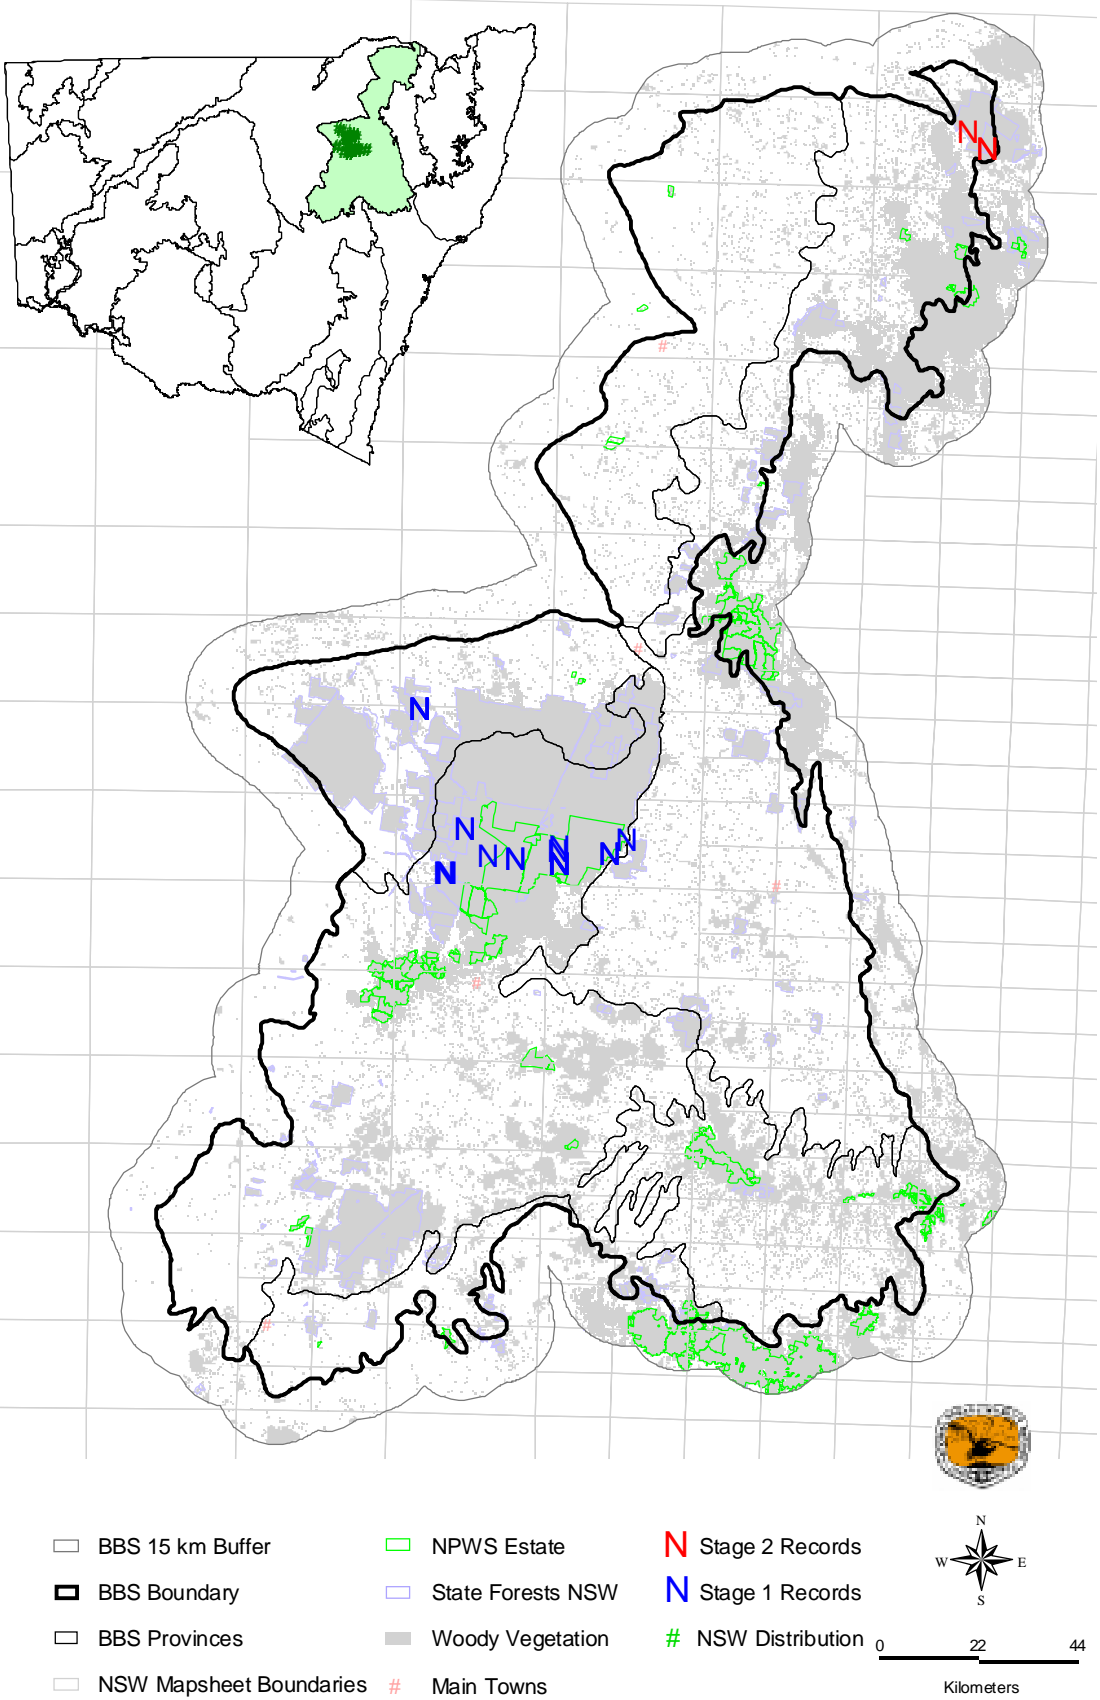 N
N
N
N
N
N
N
N
N
N
N
N
BBS 15 km Buffer
NPWS Estate
N Stage 2 Records
BBS Boundary
State Forests NSW
N Stage 1 Records
BBS Provinces
Woody Vegetation
# NSW Distribution
NSW Mapsheet Boundaries
# Main Towns
N
W E
S
0 22 44
Kilometers